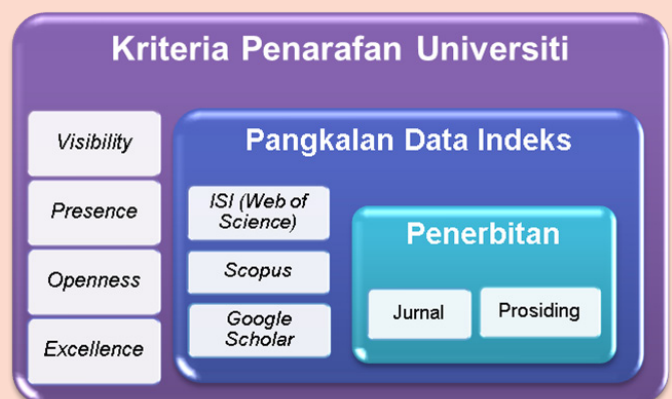 Kriteria Penarafan Universiti
Visibility
Presence
Openness
Excellence
Pangkalan Data Indeks
ISI (Web of
Science)
Scopus
Google
Scholar
Penerbitan
Jurnal
Prosiding